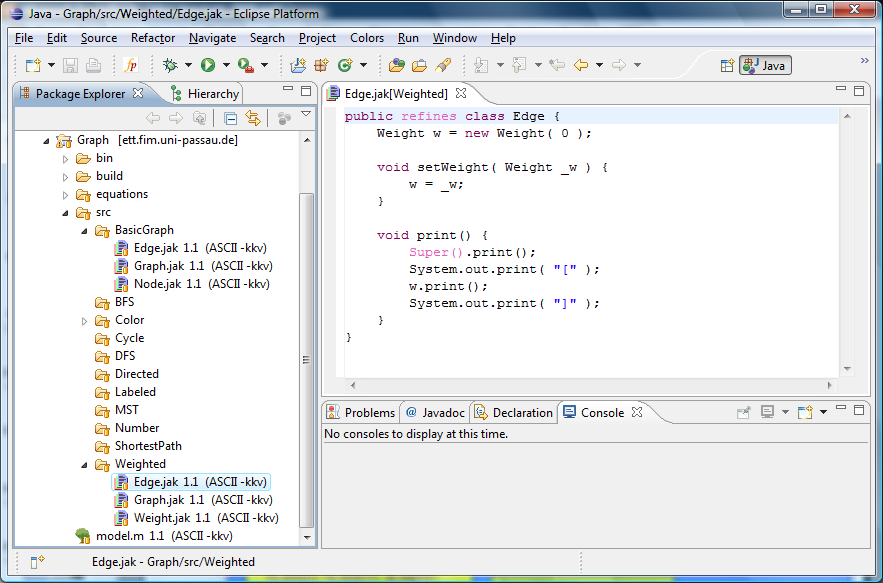 Java - Graph/src/Weighted/Edge.jak - Eclipse Platform
File Edit Source Refactor Navigate Search Project Colors Run Window Help
Java
Package Explorer
Hierarchy
Graph [ett.fim.uni-passau.de]
bin
build
equations
src
BasicGraph
Edge.jak 1.1 (ASCII -kkv)
Graph.jak 1.1 (ASCII -kkv)
Node.jak 1.1 (ASCII -kkv)
BFS
Color
Cycle
DFS
Directed
Labeled
MST
Number
ShortestPath
Weighted
Edge.jak 1.1 (ASCII -kkv)
Graph.jak 1.1 (ASCII -kkv)
Weight.jak 1.1 (ASCII -kkv)
model.m 1.1 (ASCII -kkv)
Edge.jak[Weighted]
public refines class Edge {
Weight w = new Weight( 0 );
void setWeight( Weight _w ) {
w = _w;
}
void print() {
Super().print();
System.out.print( "[" );
w.print();
System.out.print( "]" );
}
}
Problems @ Javadoc Declaration Console
No consoles to display at this time.
Edge.jak - Graph/src/Weighted